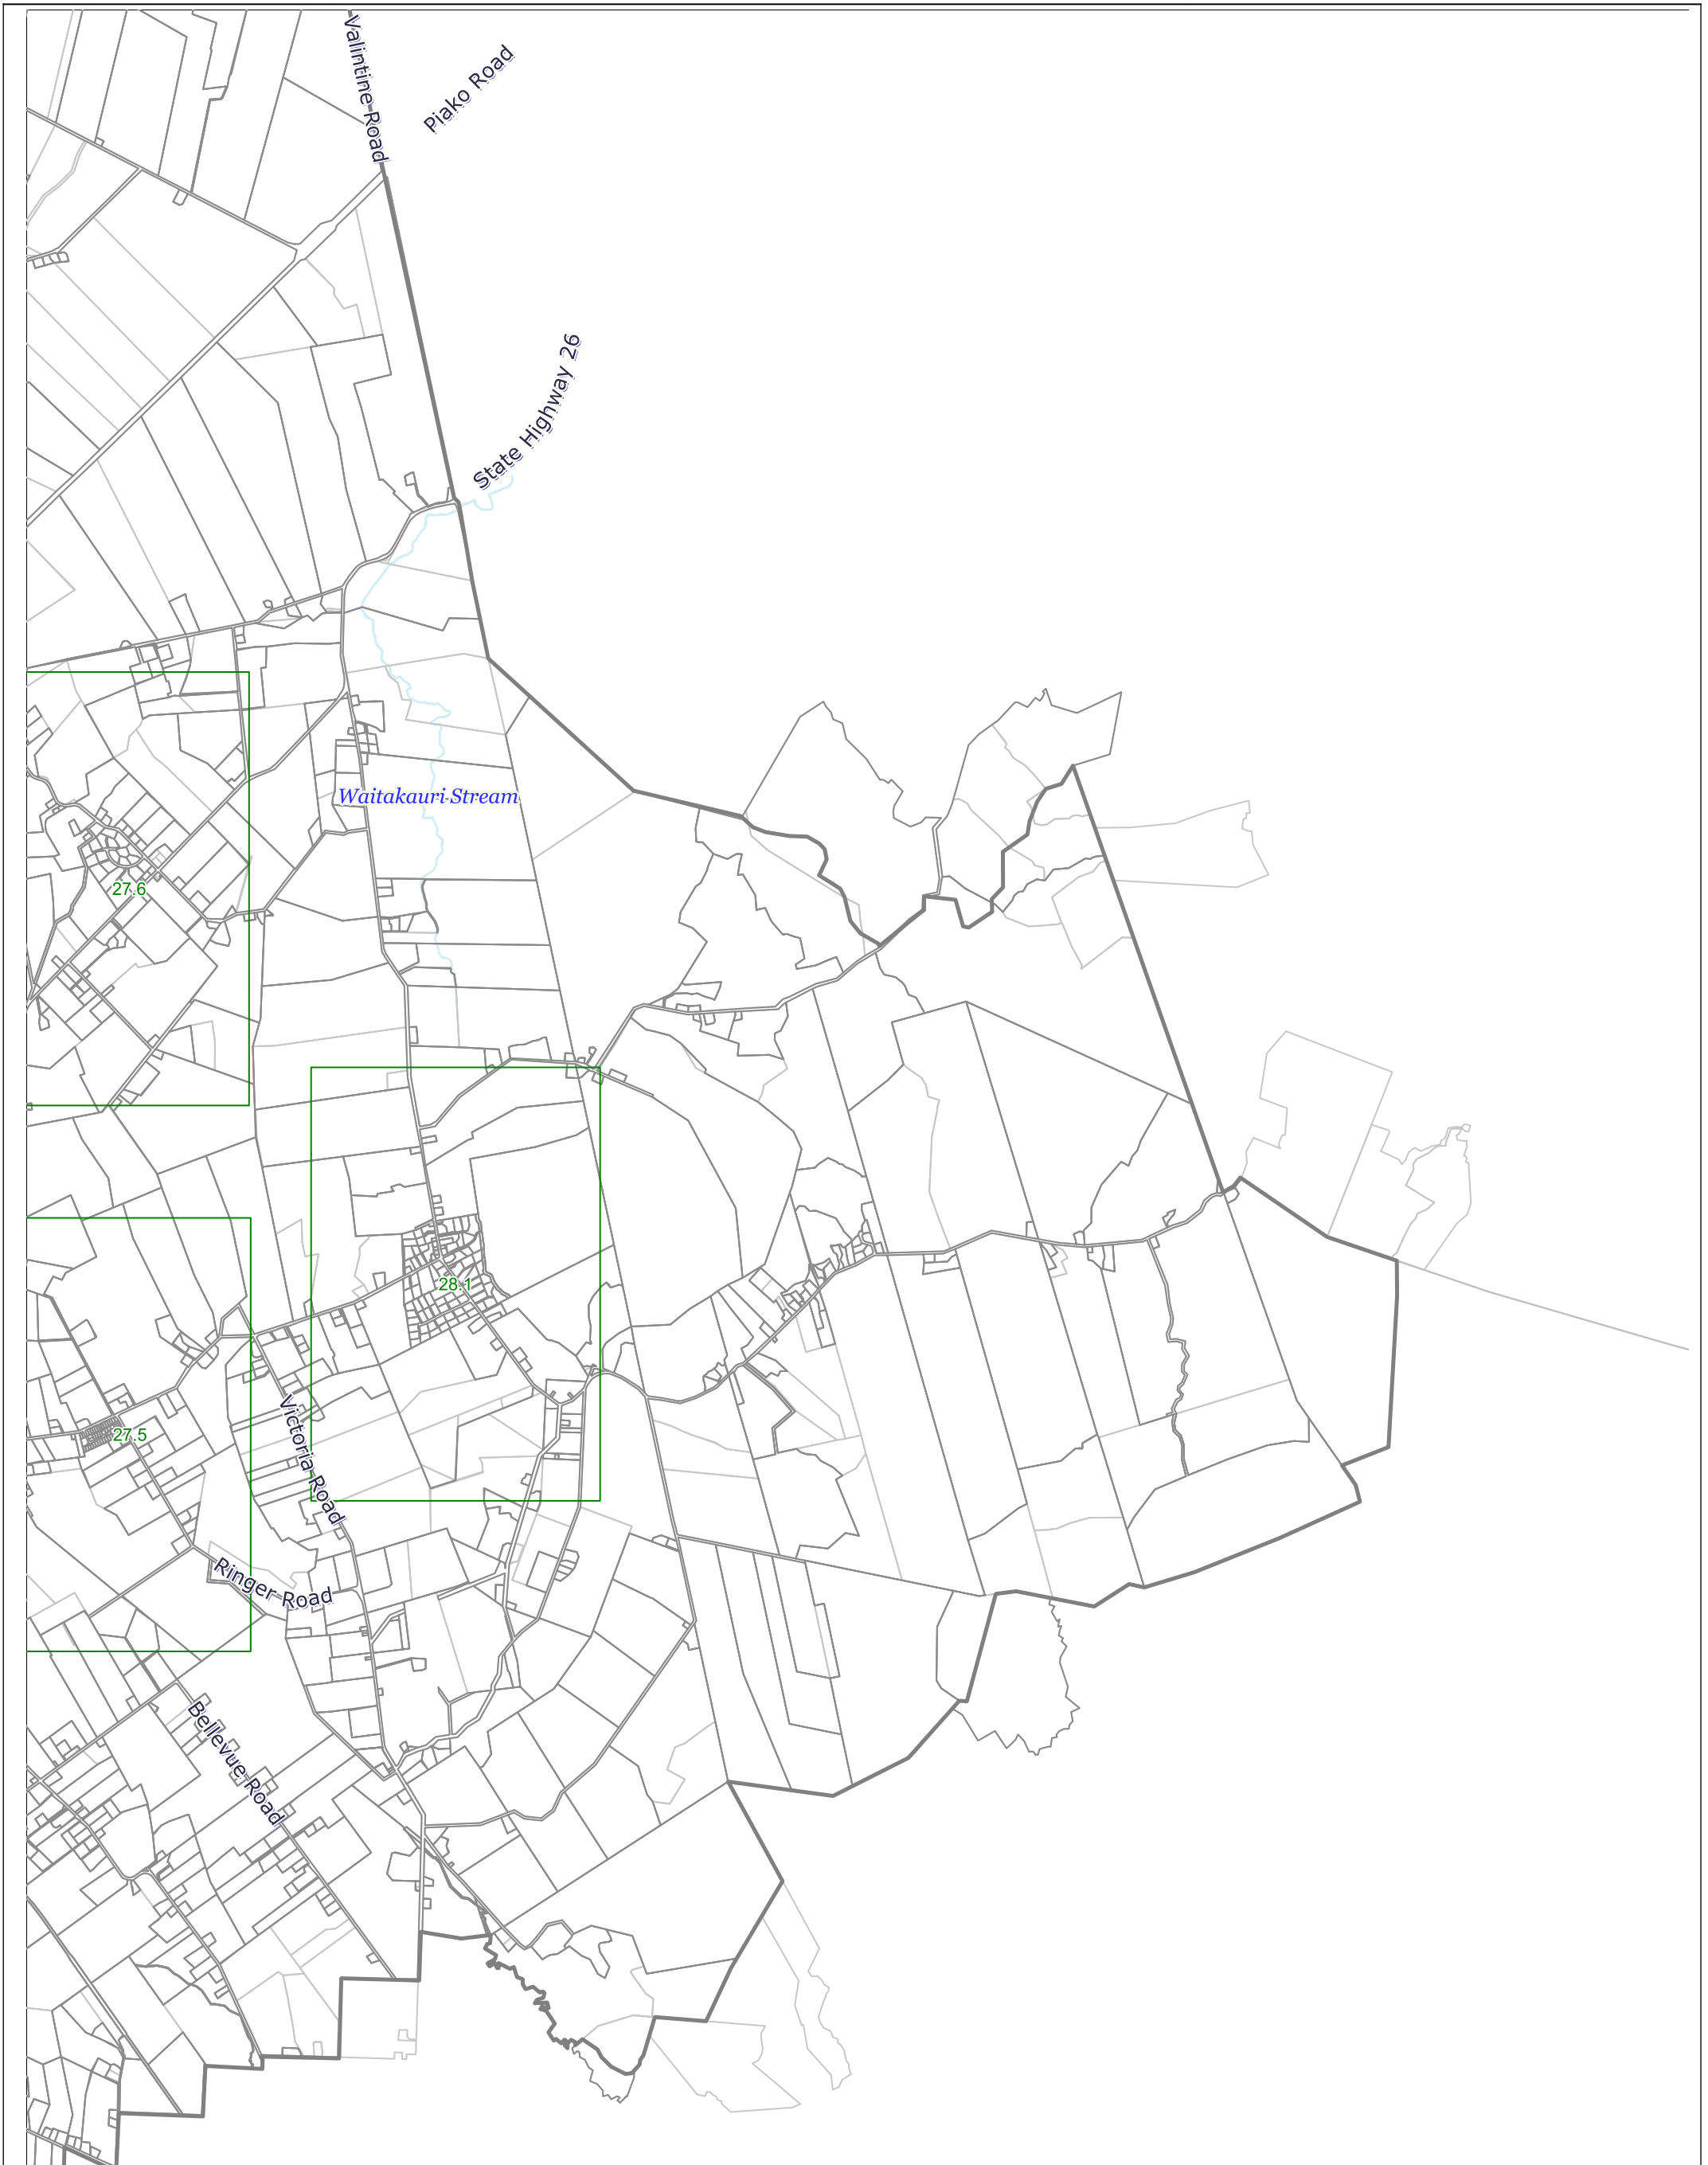 Valintine Road
Piako Road
State Highway 26
Waitakauri Stream
27.6
28.1
Victoria Road
27.5
Ringer Road
Bellevue Road